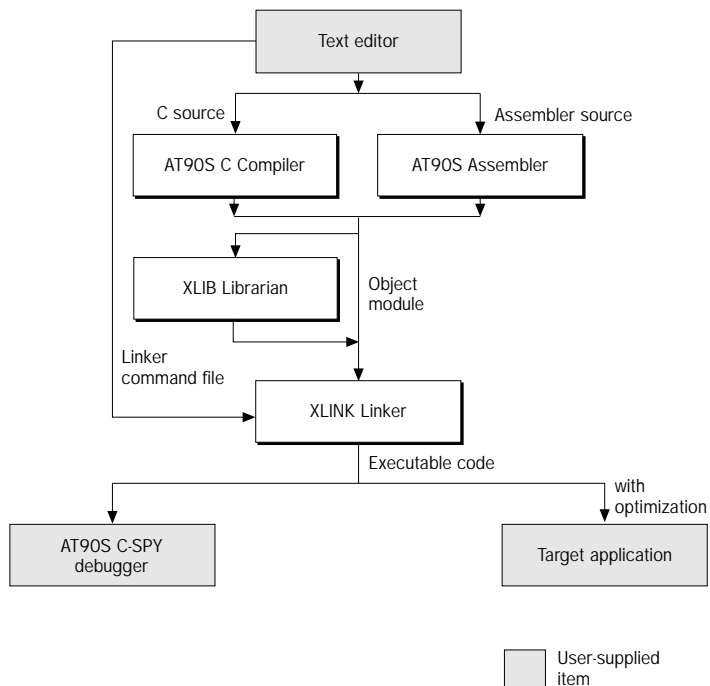 Text editor
C source
Assembler source
AT90S C Compiler
AT90S Assembler
XLIB Librarian
Object
module
Linker
command file
XLINK Linker
Executable code
with
optimization
AT90S C-SPY
debugger
Target application
User-supplied
item